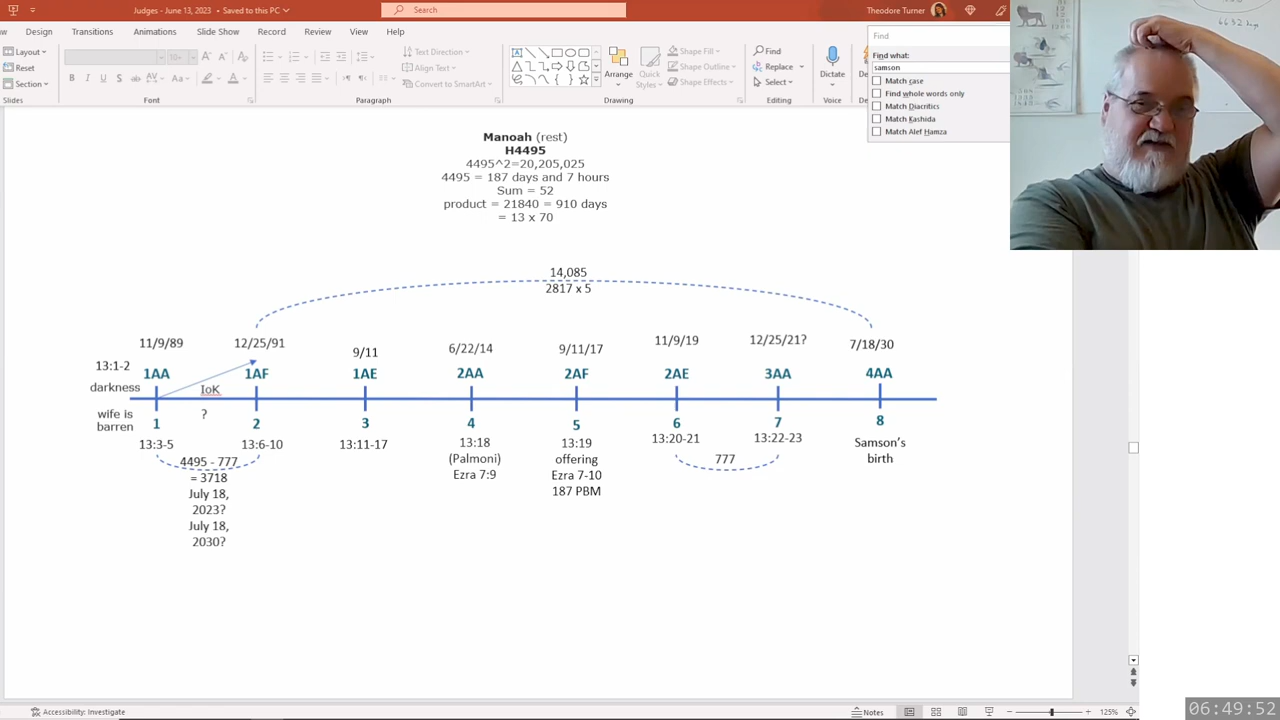 Judges - June 13, 2023 • Saved to this PC
Search
Theodore Turner
Design Transitions Animations Slide Show Record Review View Help
Layout
Reset
Section
Slides
Font
Text Direction
Align Text
Convert to SmartArt
Paragraph
Arrange
Quick
Styles
Shape Fill
Shape Outline
Shape Effects
Drawing
Find
Replace
Select
Editing
Dictate
Voice
Find
Find what:
samson
Match case
Find whole words only
Match Diacritics
Match Kashida
Match Alef Hamza
Manoah (rest)
H4495
4495^2=20,205,025
4495 = 187 days and 7 hours
Sum = 52
product = 21840 = 910 days
= 13 x 70
14,085
2817 x 5
11/9/89 12/25/91 9/11 6/22/14 9/11/17 11/9/19 12/25/21? 7/18/30
13:1-2
darkness
1AA 1AF 1AE 2AA 2AF 2AE 3AA 4AA
IoK
wife is
barren
?
1 2 3 4 5 6 7 8
13:3-5
13:6-10
13:11-17
13:18
(Palmoni)
Ezra 7:9
13:19
offering
Ezra 7-10
187 PBM
13:20-21
13:22-23
777
Samson's
birth
4495 - 777
= 3718
July 18,
2023?
July 18,
2030?
Accessibility: Investigate
Notes
125%
06:49:52